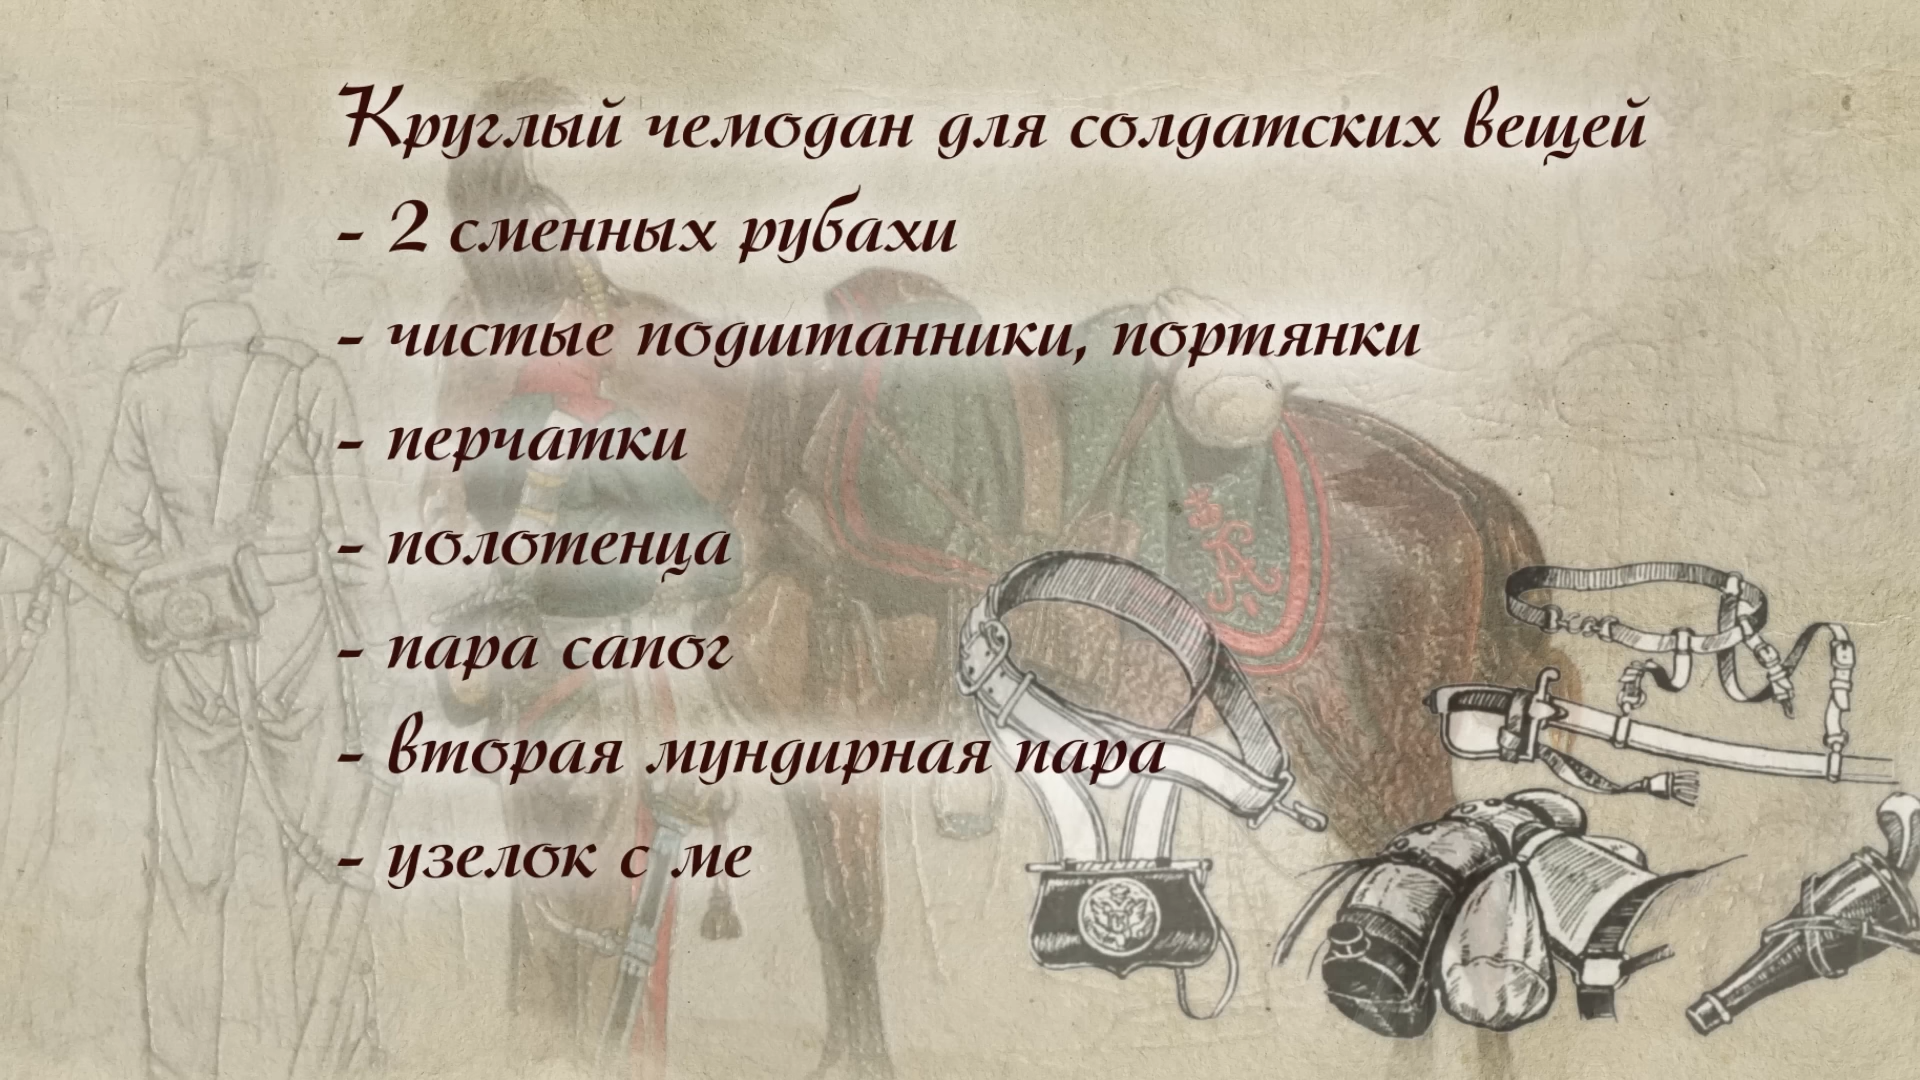 Круглый чемодан для солдатских вещей
- 2 сменных рубахи
- чистые подштанники, портянки
- перчатки
- полотенца
- пара сапог
- вторая мундирная пара
- узелок с ме